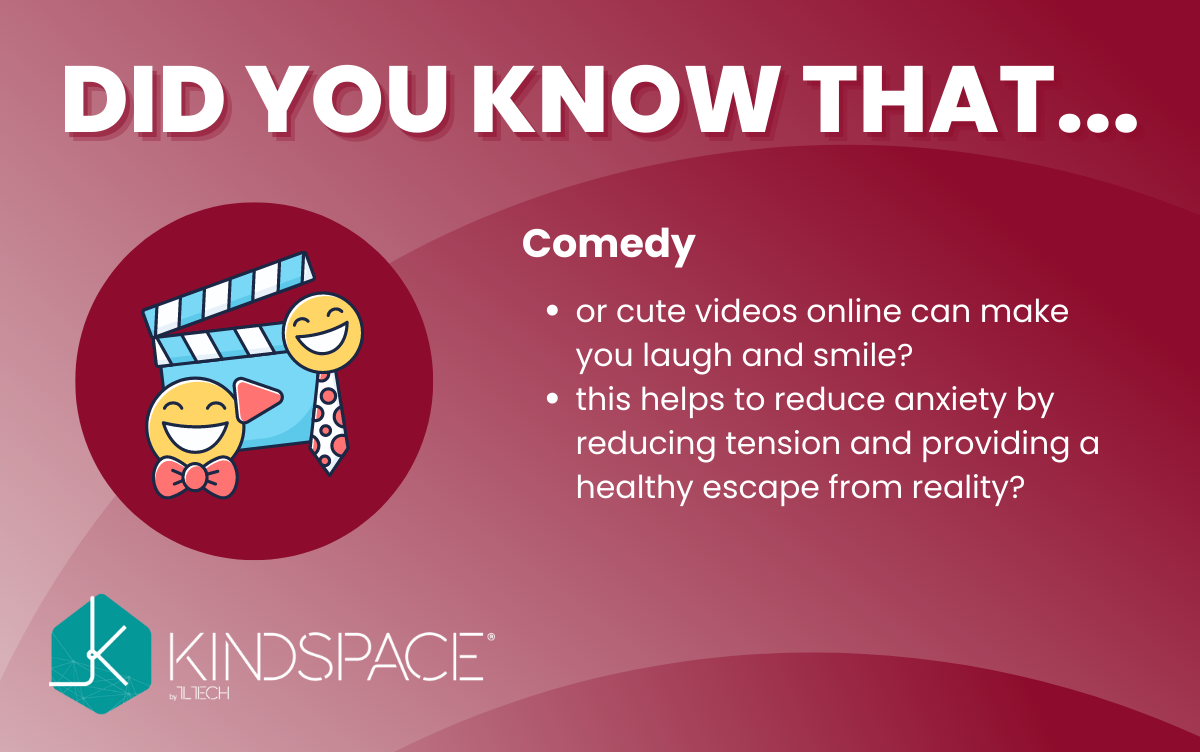 DID YOU KNOW THAT...
Comedy
• or cute videos online can make
you laugh and smile?
• this helps to reduce anxiety by
reducing tension and providing a
healthy escape from reality?
KINDSPACE®
by 1L1TECH